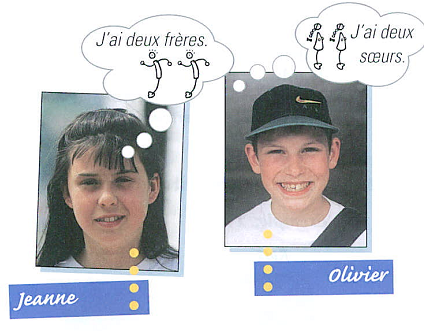 J'ai deux frères.
J'ai deux
sœurs.
Jeanne
Olivier